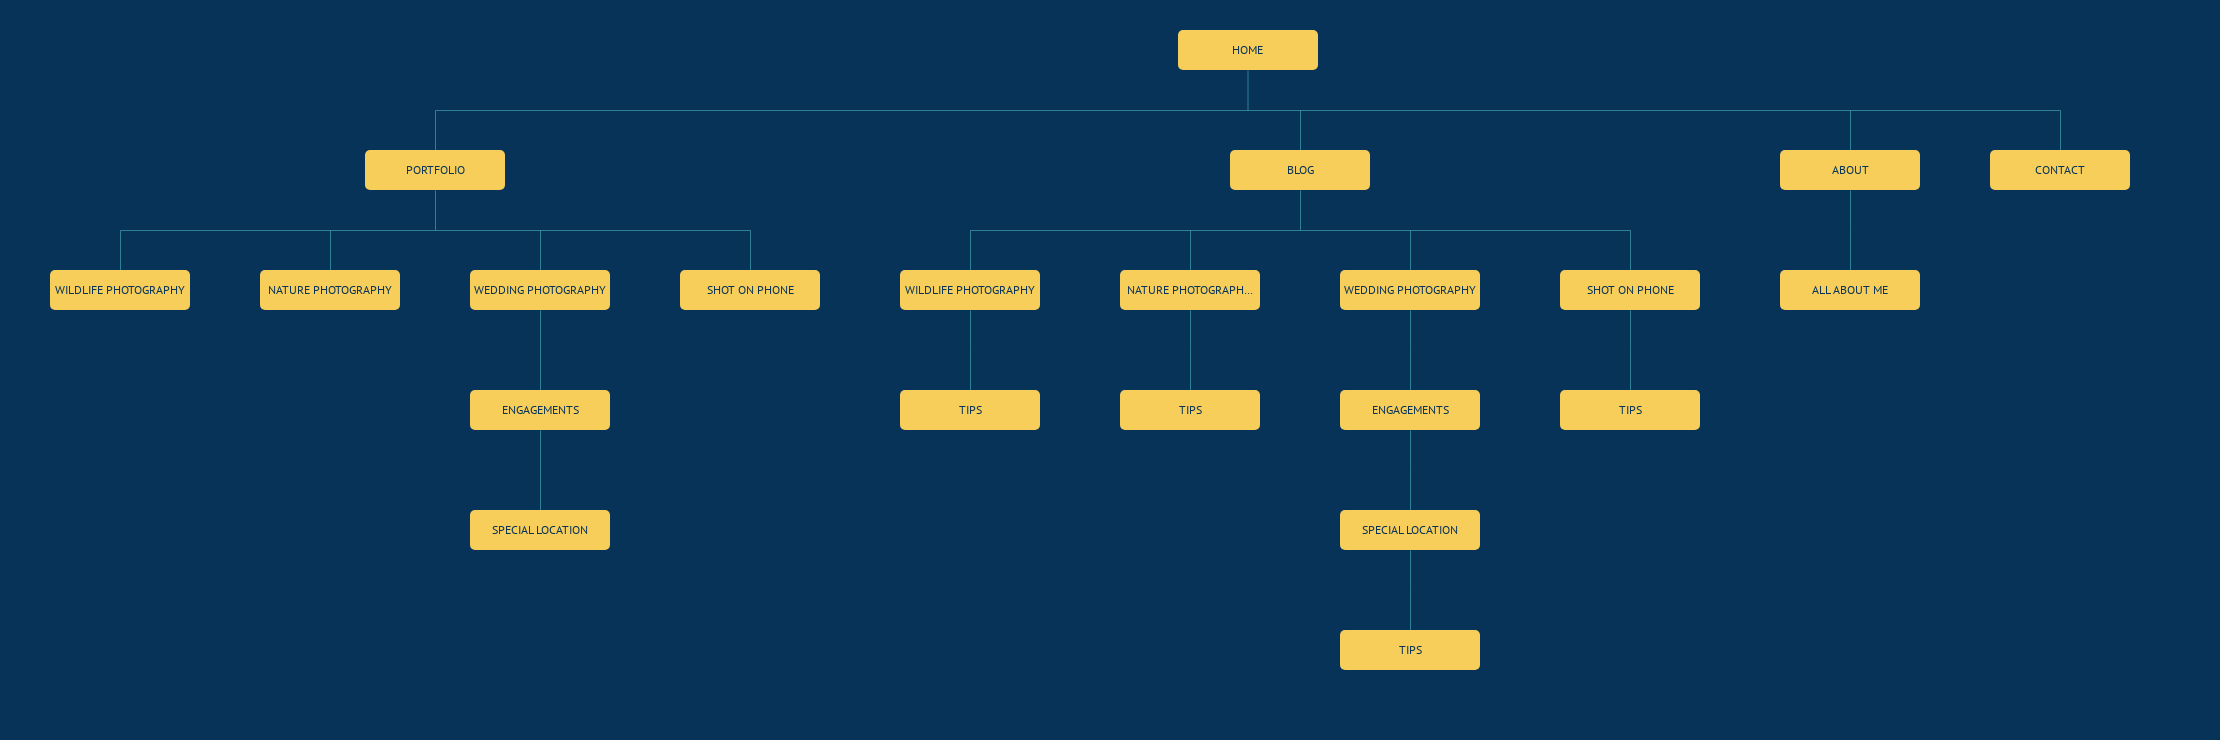 HOME
PORTFOLIO
BLOG
ABOUT
CONTACT
WILDLIFE PHOTOGRAPHY
NATURE PHOTOGRAPHY
WEDDING PHOTOGRAPHY
SHOT ON PHONE
WILDLIFE PHOTOGRAPHY
NATURE PHOTOGRAPH...
WEDDING PHOTOGRAPHY
SHOT ON PHONE
ALL ABOUT ME
ENGAGEMENTS
TIPS
TIPS
ENGAGEMENTS
TIPS
SPECIAL LOCATION
SPECIAL LOCATION
TIPS